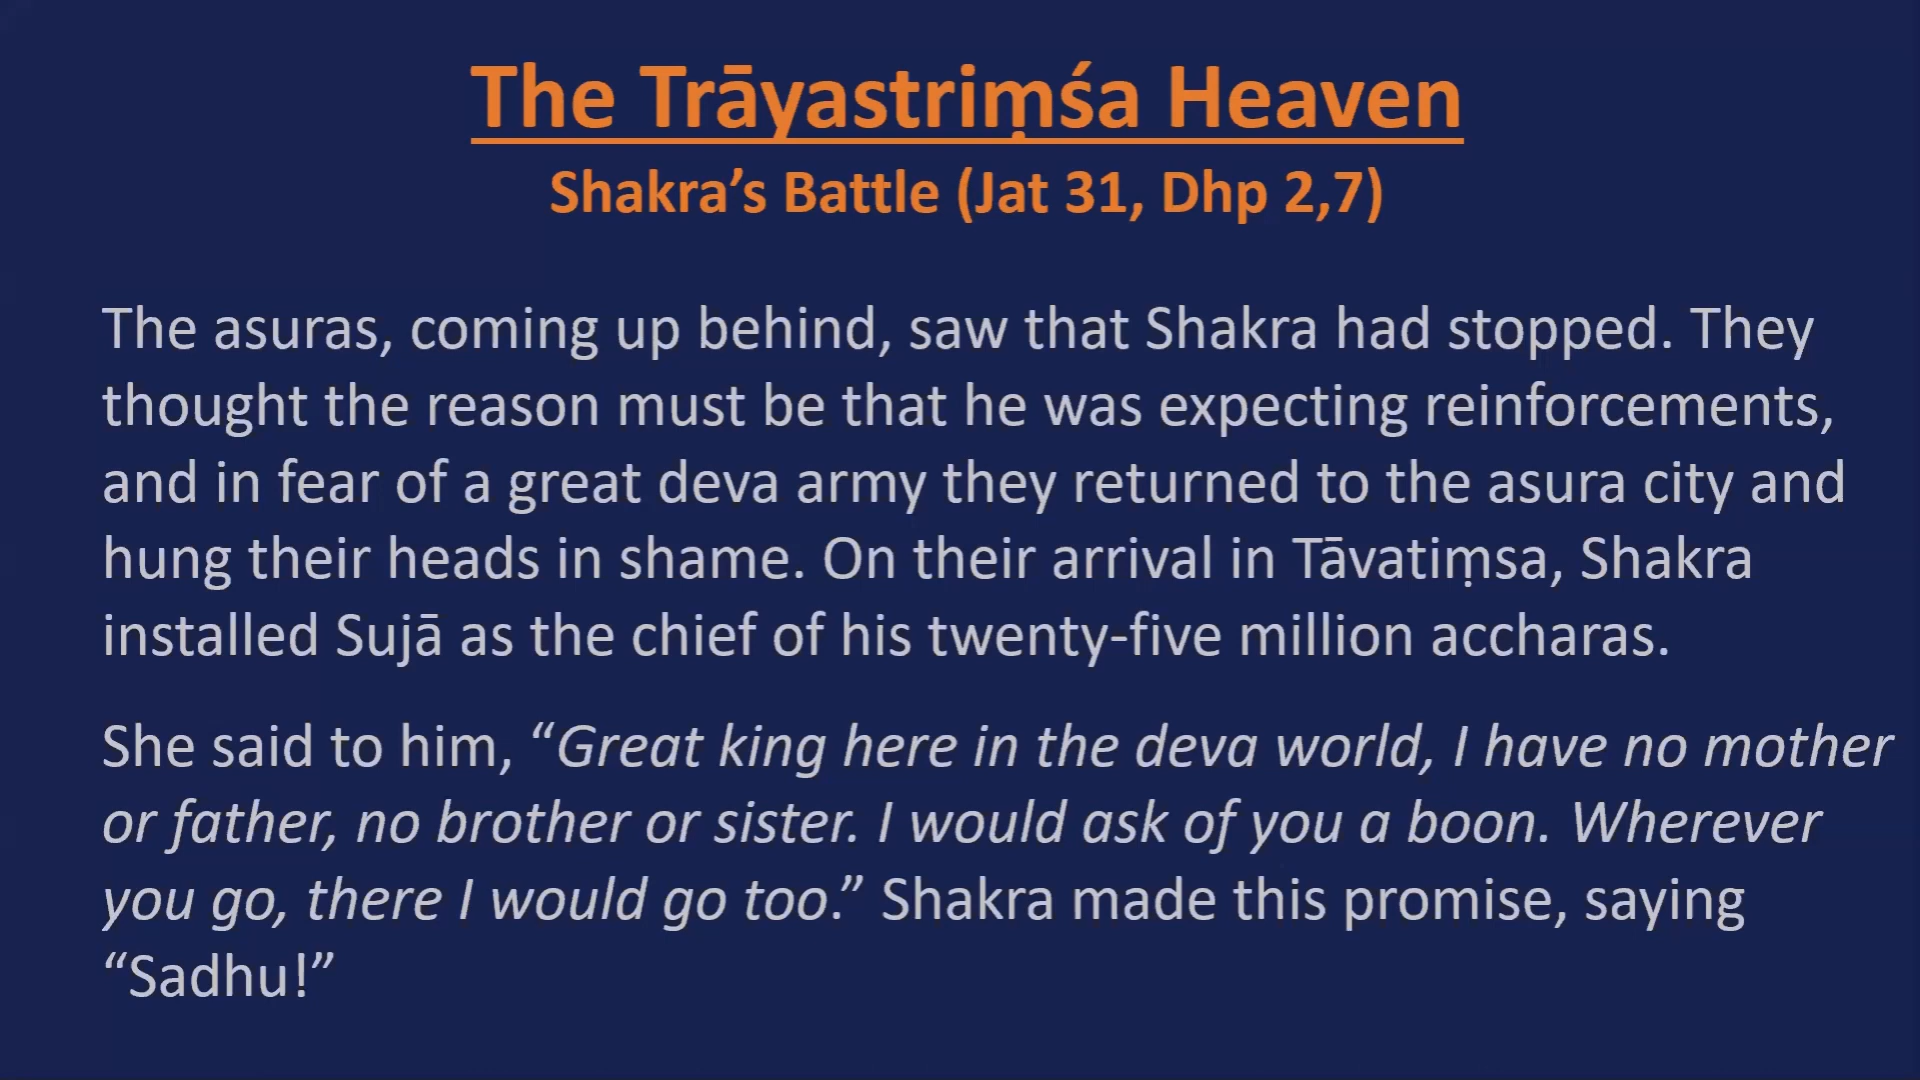 The Trāyastriṃśa Heaven
Shakra’s Battle (Jat 31, Dhp 2,7)
The asuras, coming up behind, saw that Shakra had stopped. They
thought the reason must be that he was expecting reinforcements,
and in fear of a great deva army they returned to the asura city and
hung their heads in shame. On their arrival in Tāvatiṃsa, Shakra
installed Sujā as the chief of his twenty-five million accharas.
She said to him, “Great king here in the deva world, I have no mother
or father, no brother or sister. I would ask of you a boon. Wherever
you go, there I would go too.” Shakra made this promise, saying
“Sadhu!”